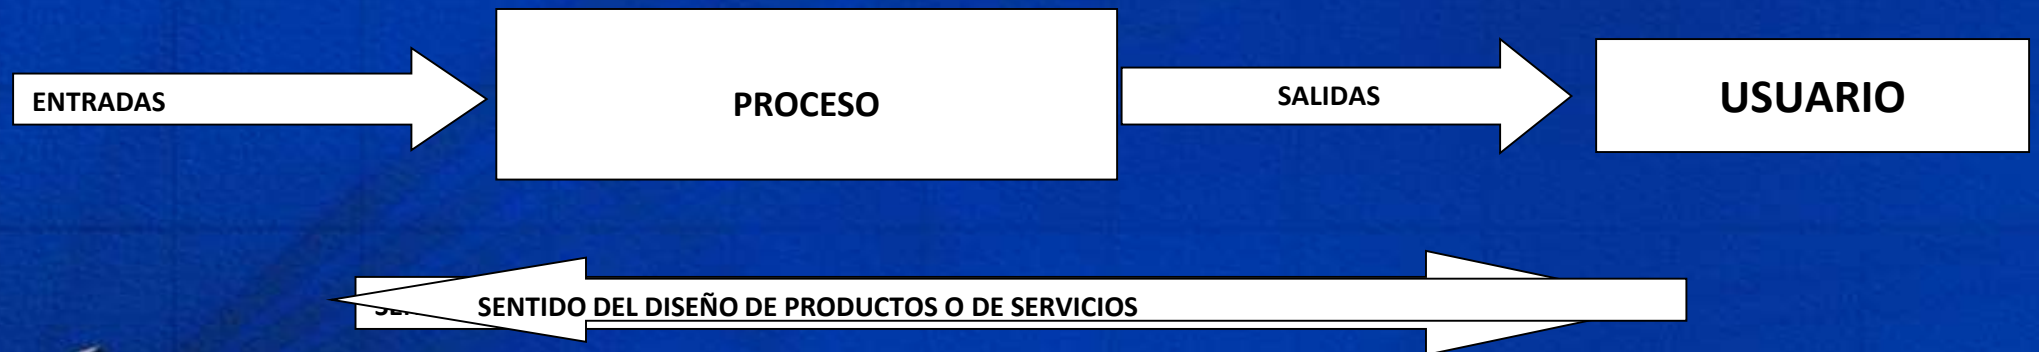 ENTRADAS
PROCESO
SALIDAS
USUARIO
SENTIDO DEL DISEÑO DE PRODUCTOS O DE SERVICIOS